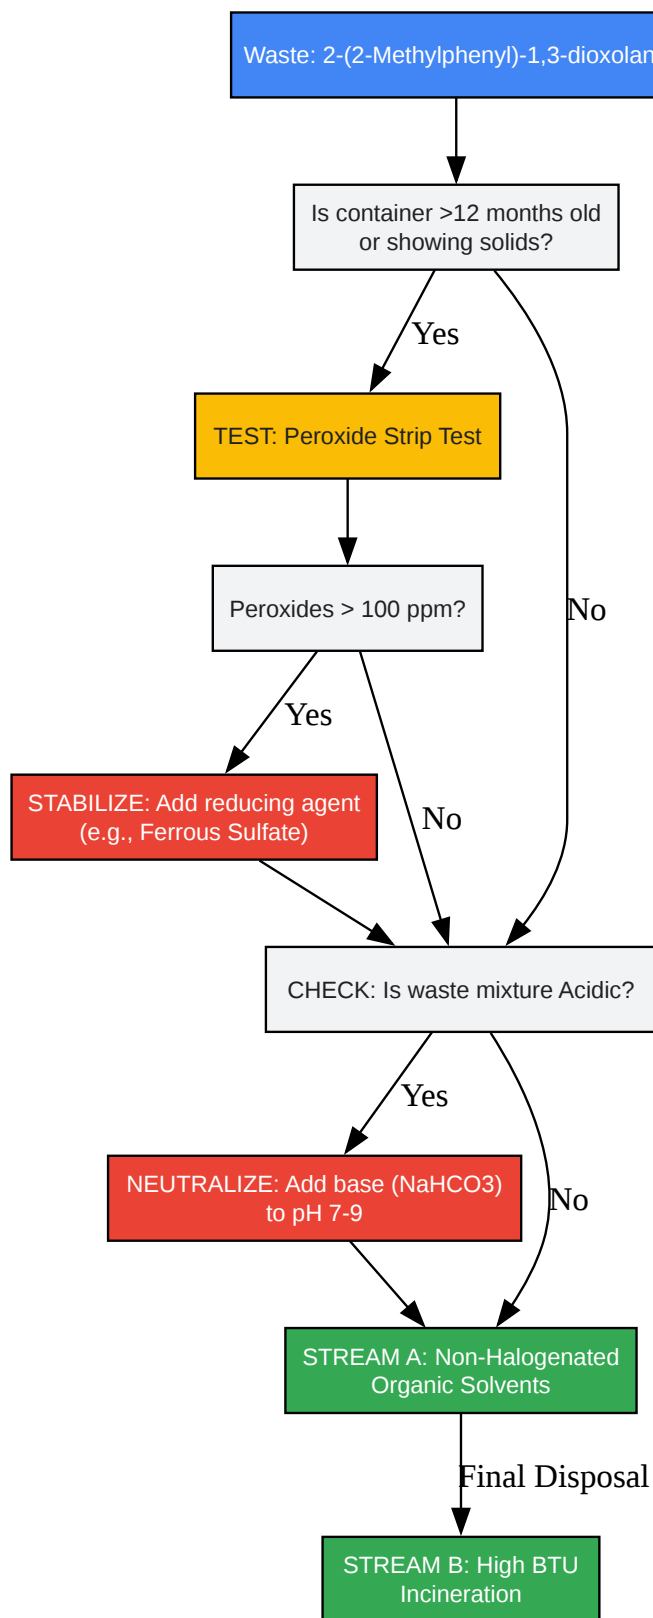 Waste: 2-(2-Methylphenyl)-1,3-dioxolan
Is container >12 months old
or showing solids?
Yes
TEST: Peroxide Strip Test
Peroxides > 100 ppm?
No
Yes
STABILIZE: Add reducing agent
(e.g., Ferrous Sulfate)
No
CHECK: Is waste mixture Acidic?
Yes
NEUTRALIZE: Add base (NaHCO3)
to pH 7-9
No
STREAM A: Non-Halogenated
Organic Solvents
Final Disposal
STREAM B: High BTU
Incineration